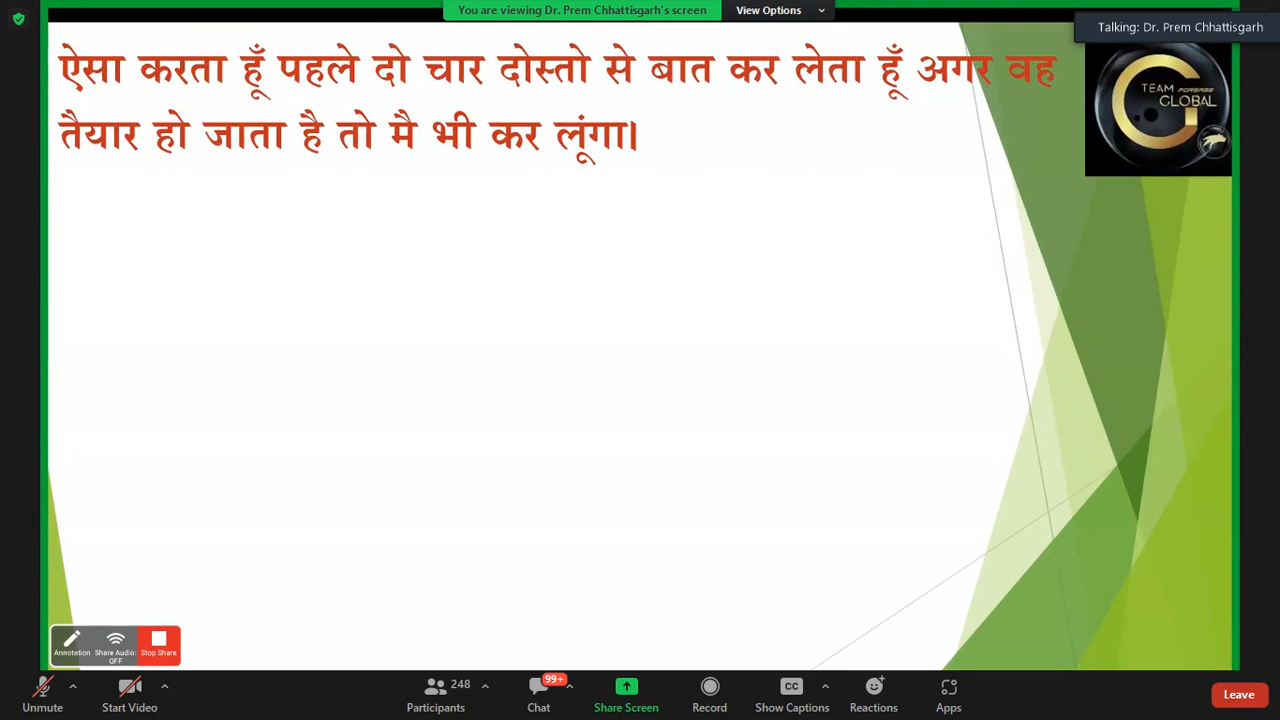 You are viewing Dr. Prem Chhattisgarh's screen
View Options
Talking: Dr. Prem Chhattisgarh
ऐसा करता हूँ पहले दो चार दोस्तो से बात कर लेता हूँ अगर वह
तैयार हो जाता है तो मै भी कर लूंगा।
TEAM FORSAGE
GLOBAL
Annotation
Share Audio: OFF
Stop Share
Unmute
Start Video
248
Participants
99+
Chat
Share Screen
Record
CC
Show Captions
Reactions
Apps
Leave